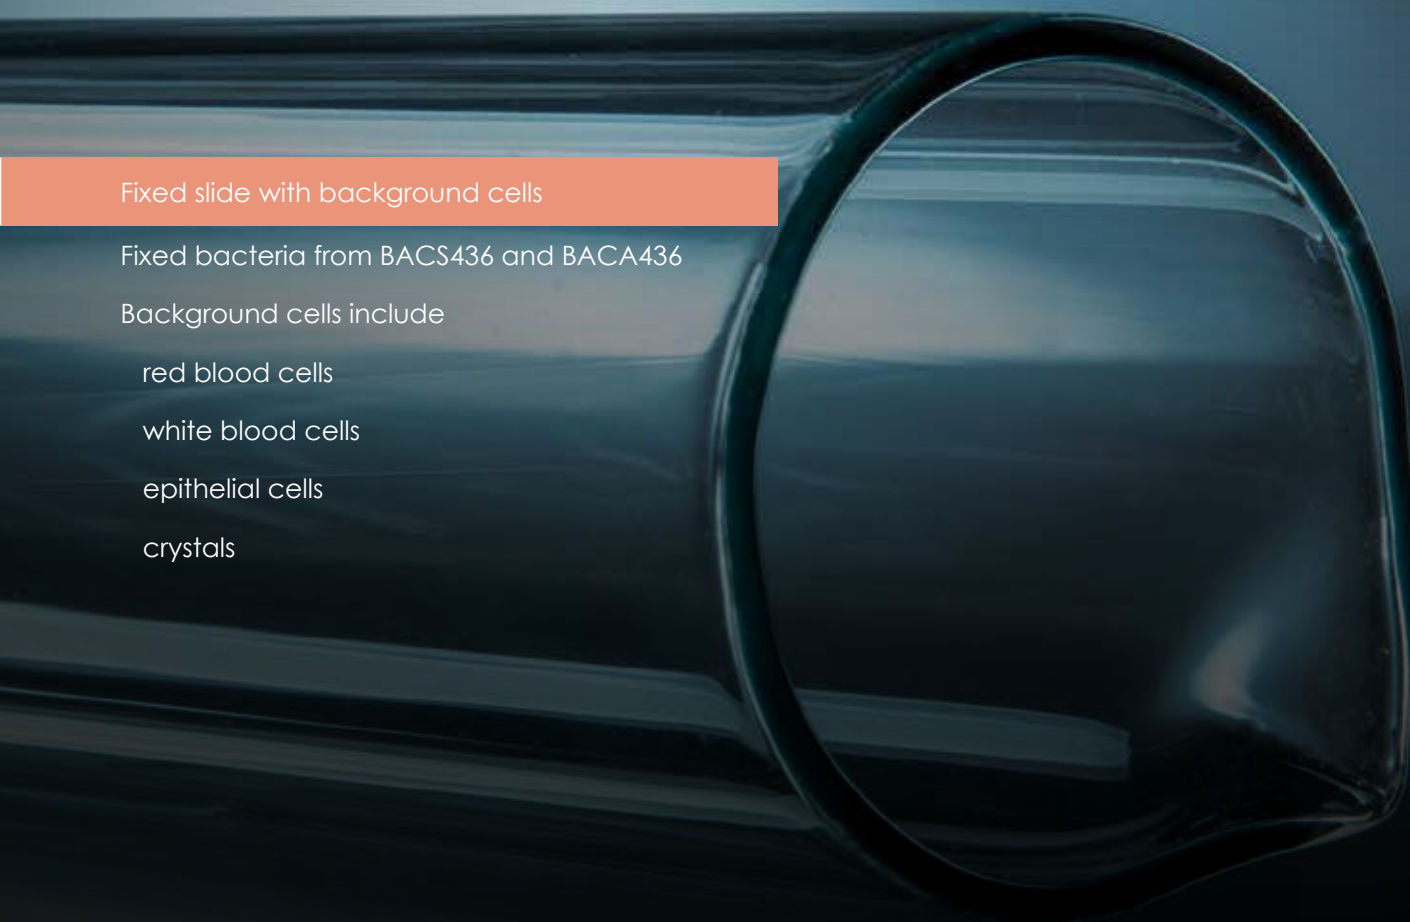 Fixed slide with background cells
Fixed bacteria from BACS436 and BACA436
Background cells include
red blood cells
white blood cells
epithelial cells
crystals